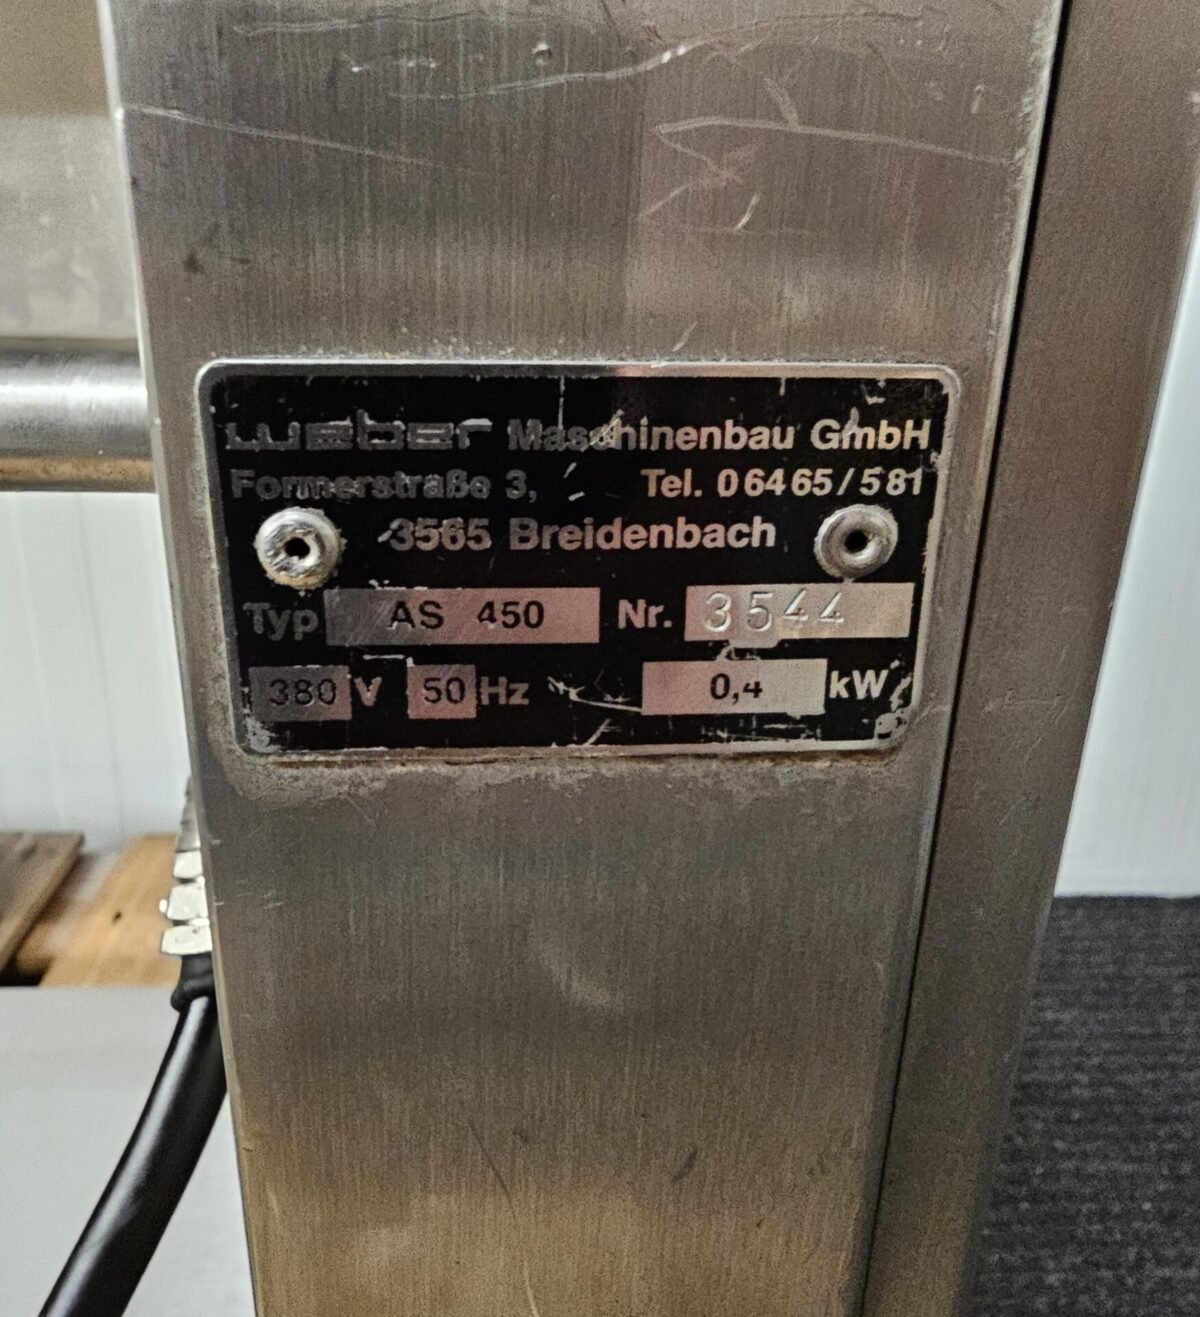 weber Maschinenbau GmbH
Formerstraße 3, Tel. 06465/581
3565 Breidenbach
Typ AS 450 Nr. 3544
380 V 50 Hz 0,4 kW